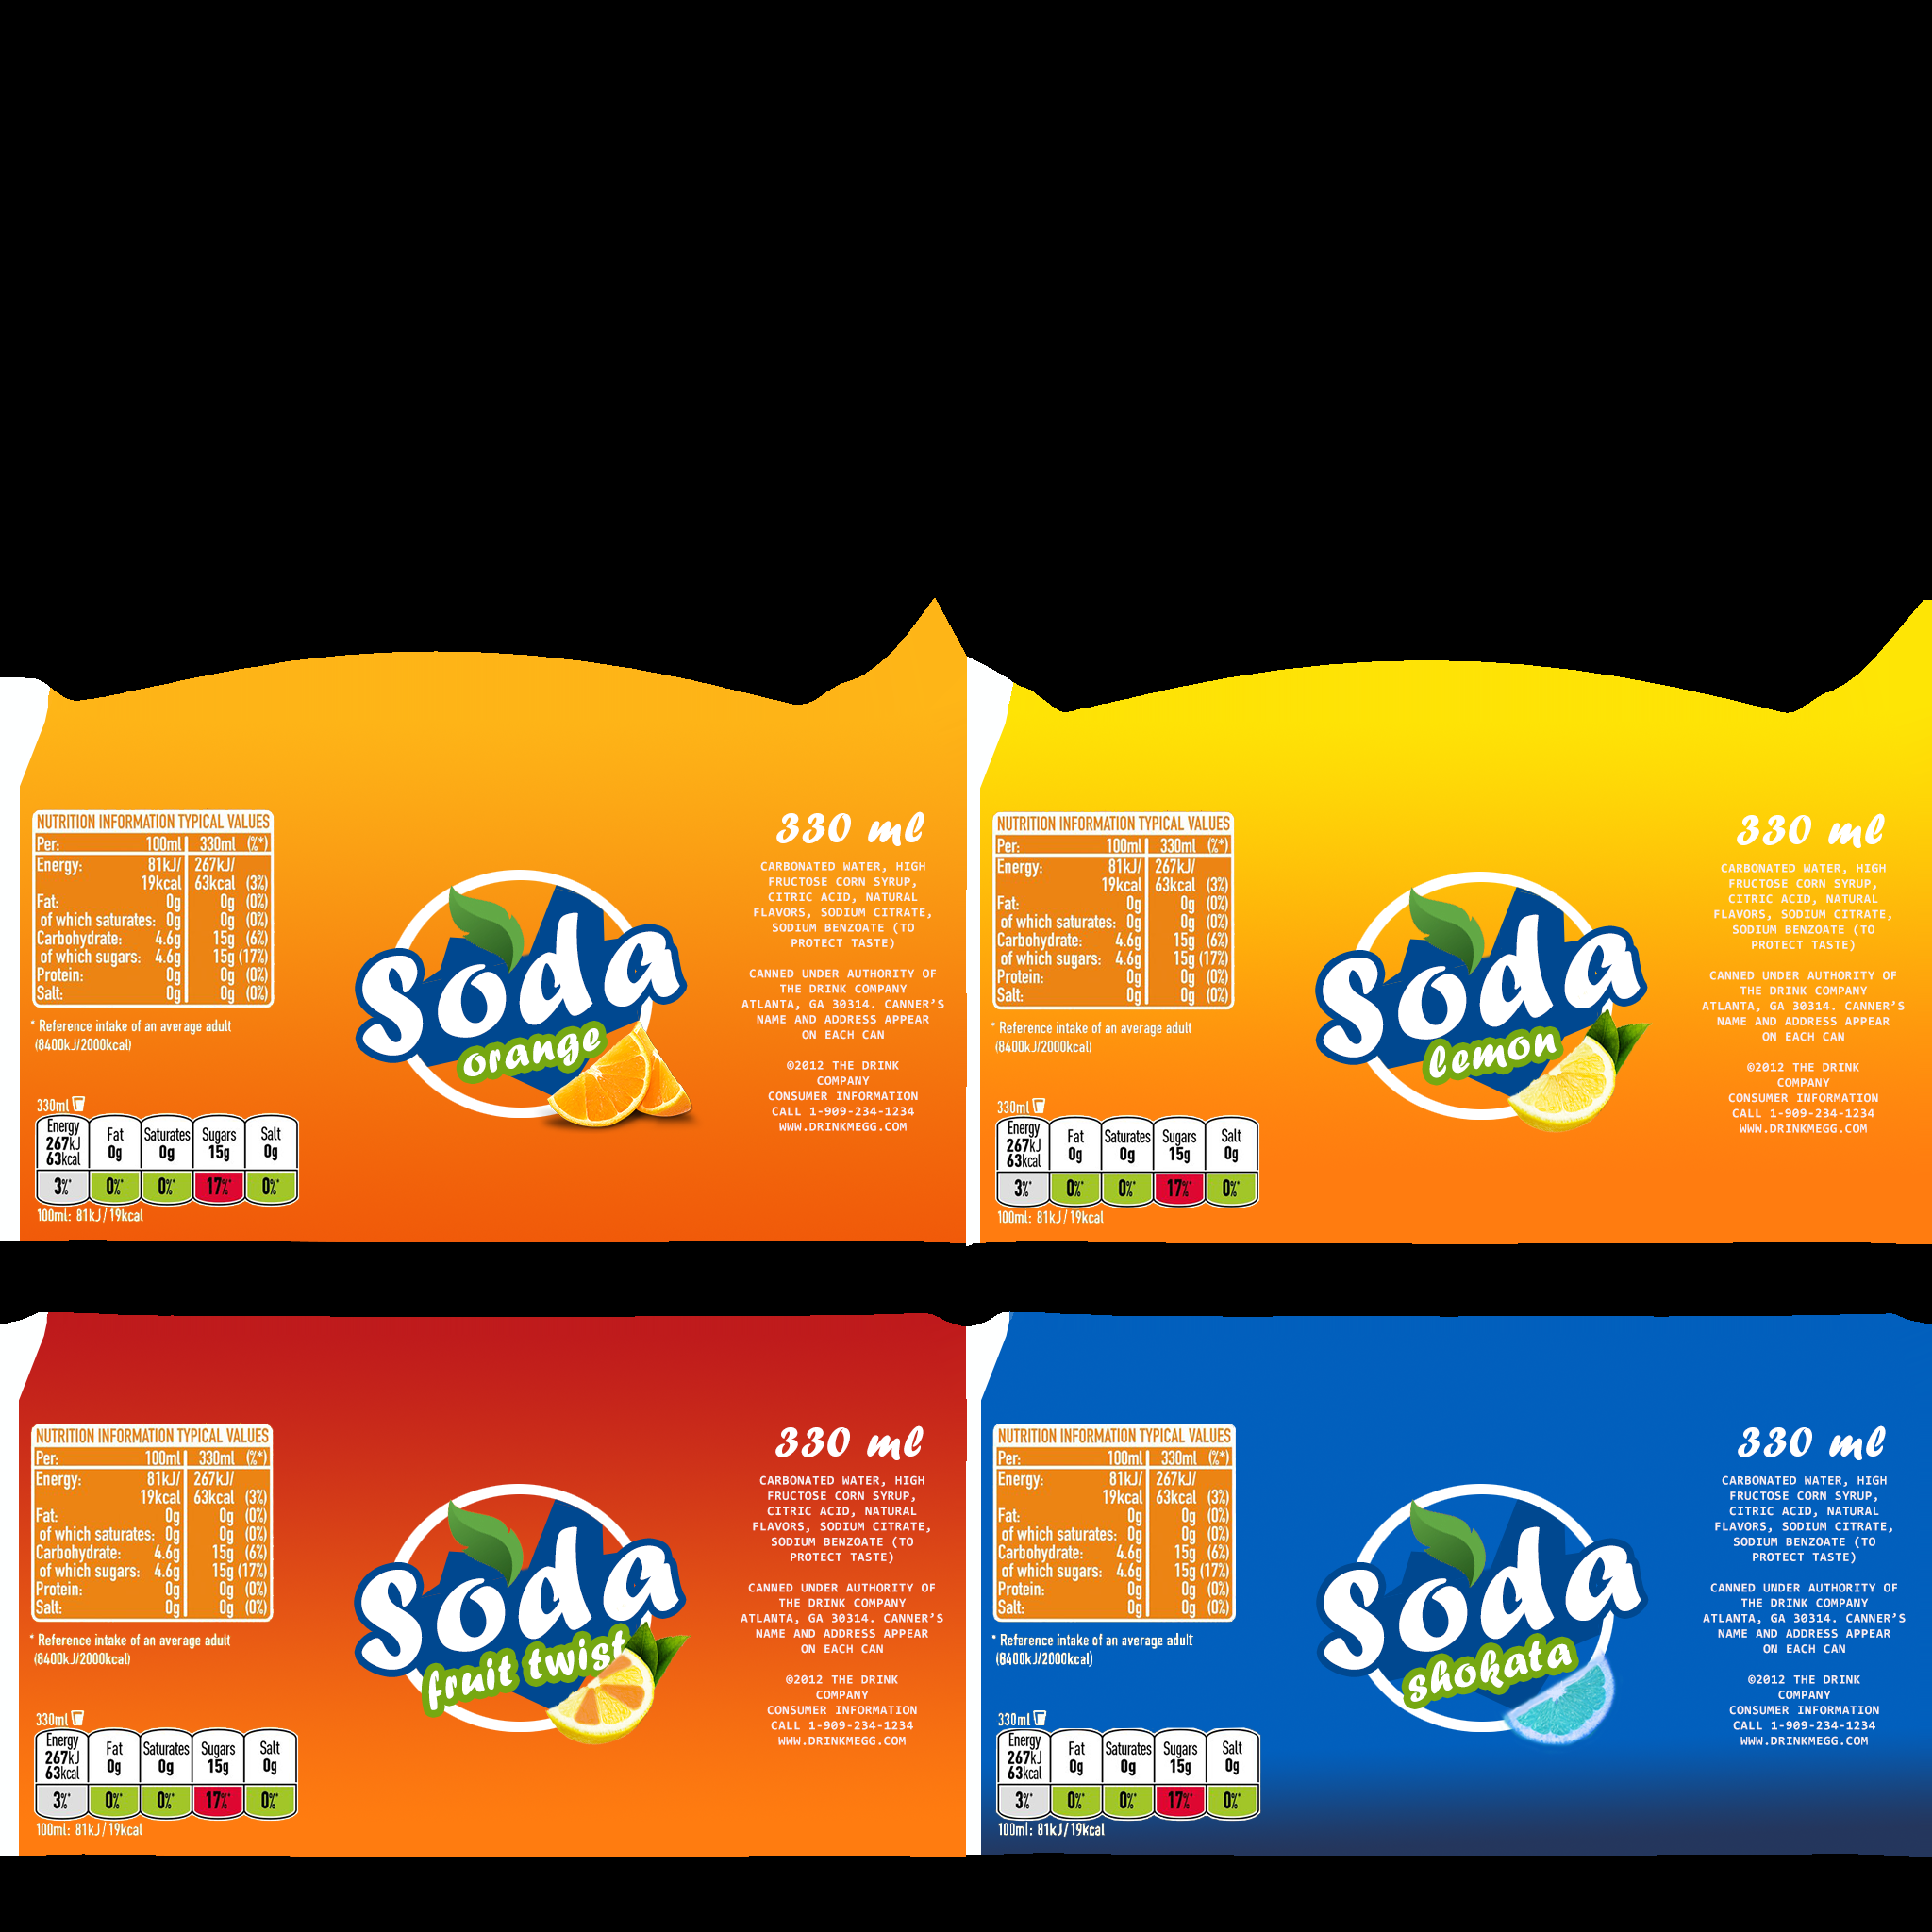 NUTRITION INFORMATION TYPICAL VALUES
Per: 100ml 330ml (%*)
Energy: 81kJ/ 267kJ/
19kcal 63kcal (3%)
Fat: 0g 0g (0%)
of which saturates: 0g 0g (0%)
Carbohydrate: 4.6g 15g (6%)
of which sugars: 4.6g 15g (17%)
Protein: 0g 0g (0%)
Salt: 0g 0g (0%)
* Reference intake of an average adult
(8400kJ/2000kcal)
330ml
Energy Fat Saturates Sugars Salt
267kJ 0g 0g 15g 0g
63kcal
3%* 0%* 0%* 17%* 0%*
100ml: 81kJ/19kcal
Soda
orange
330 ml
CARBONATED WATER, HIGH
FRUCTOSE CORN SYRUP,
CITRIC ACID, NATURAL
FLAVORS, SODIUM CITRATE,
SODIUM BENZOATE (TO
PROTECT TASTE)
CANNED UNDER AUTHORITY OF
THE DRINK COMPANY
ATLANTA, GA 30314. CANNER'S
NAME AND ADDRESS APPEAR
ON EACH CAN
©2012 THE DRINK
COMPANY
CONSUMER INFORMATION
CALL 1-909-234-1234
WWW.DRINKMEGG.COM
NUTRITION INFORMATION TYPICAL VALUES
Per: 100ml 330ml (%*)
Energy: 81kJ/ 267kJ/
19kcal 63kcal (3%)
Fat: 0g 0g (0%)
of which saturates: 0g 0g (0%)
Carbohydrate: 4.6g 15g (6%)
of which sugars: 4.6g 15g (17%)
Protein: 0g 0g (0%)
Salt: 0g 0g (0%)
* Reference intake of an average adult
(8400kJ/2000kcal)
330ml
Energy Fat Saturates Sugars Salt
267kJ 0g 0g 15g 0g
63kcal
3%* 0%* 0%* 17%* 0%*
100ml: 81kJ/19kcal
Soda
lemon
330 ml
CARBONATED WATER, HIGH
FRUCTOSE CORN SYRUP,
CITRIC ACID, NATURAL
FLAVORS, SODIUM CITRATE,
SODIUM BENZOATE (TO
PROTECT TASTE)
CANNED UNDER AUTHORITY OF
THE DRINK COMPANY
ATLANTA, GA 30314. CANNER'S
NAME AND ADDRESS APPEAR
ON EACH CAN
©2012 THE DRINK
COMPANY
CONSUMER INFORMATION
CALL 1-909-234-1234
WWW.DRINKMEGG.COM
NUTRITION INFORMATION TYPICAL VALUES
Per: 100ml 330ml (%*)
Energy: 81kJ/ 267kJ/
19kcal 63kcal (3%)
Fat: 0g 0g (0%)
of which saturates: 0g 0g (0%)
Carbohydrate: 4.6g 15g (6%)
of which sugars: 4.6g 15g (17%)
Protein: 0g 0g (0%)
Salt: 0g 0g (0%)
* Reference intake of an average adult
(8400kJ/2000kcal)
330ml
Energy Fat Saturates Sugars Salt
267kJ 0g 0g 15g 0g
63kcal
3%* 0%* 0%* 17%* 0%*
100ml: 81kJ/19kcal
Soda
fruit twist
330 ml
CARBONATED WATER, HIGH
FRUCTOSE CORN SYRUP,
CITRIC ACID, NATURAL
FLAVORS, SODIUM CITRATE,
SODIUM BENZOATE (TO
PROTECT TASTE)
CANNED UNDER AUTHORITY OF
THE DRINK COMPANY
ATLANTA, GA 30314. CANNER'S
NAME AND ADDRESS APPEAR
ON EACH CAN
©2012 THE DRINK
COMPANY
CONSUMER INFORMATION
CALL 1-909-234-1234
WWW.DRINKMEGG.COM
NUTRITION INFORMATION TYPICAL VALUES
Per: 100ml 330ml (%*)
Energy: 81kJ/ 267kJ/
19kcal 63kcal (3%)
Fat: 0g 0g (0%)
of which saturates: 0g 0g (0%)
Carbohydrate: 4.6g 15g (6%)
of which sugars: 4.6g 15g (17%)
Protein: 0g 0g (0%)
Salt: 0g 0g (0%)
* Reference intake of an average adult
(8400kJ/2000kcal)
330ml
Energy Fat Saturates Sugars Salt
267kJ 0g 0g 15g 0g
63kcal
3%* 0%* 0%* 17%* 0%*
100ml: 81kJ/19kcal
Soda
shokata
330 ml
CARBONATED WATER, HIGH
FRUCTOSE CORN SYRUP,
CITRIC ACID, NATURAL
FLAVORS, SODIUM CITRATE,
SODIUM BENZOATE (TO
PROTECT TASTE)
CANNED UNDER AUTHORITY OF
THE DRINK COMPANY
ATLANTA, GA 30314. CANNER'S
NAME AND ADDRESS APPEAR
ON EACH CAN
©2012 THE DRINK
COMPANY
CONSUMER INFORMATION
CALL 1-909-234-1234
WWW.DRINKMEGG.COM